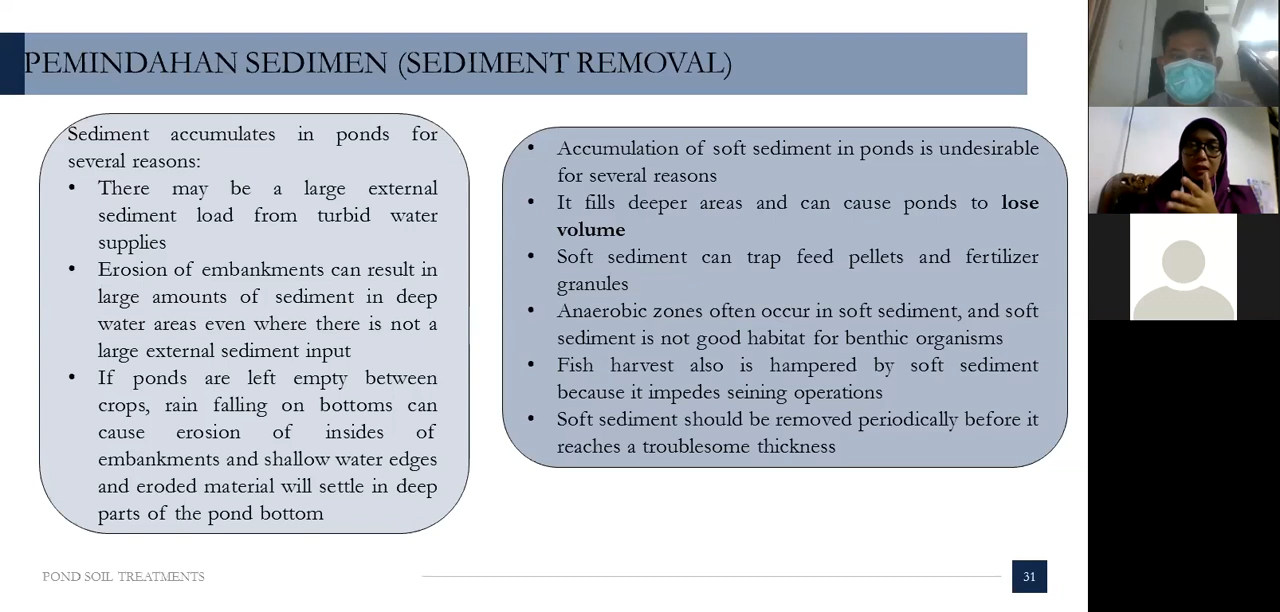 PEMINDAHAN SEDIMEN (SEDIMENT REMOVAL)
Sediment accumulates in ponds for
several reasons:
• There may be a large external
sediment load from turbid water
supplies
• Erosion of embankments can result in
large amounts of sediment in deep
water areas even where there is not a
large external sediment input
• If ponds are left empty between
crops, rain falling on bottoms can
cause erosion of insides of
embankments and shallow water edges
and eroded material will settle in deep
parts of the pond bottom
• Accumulation of soft sediment in ponds is undesirable
for several reasons
• It fills deeper areas and can cause ponds to lose
volume
• Soft sediment can trap feed pellets and fertilizer
granules
• Anaerobic zones often occur in soft sediment, and soft
sediment is not good habitat for benthic organisms
• Fish harvest also is hampered by soft sediment
because it impedes seining operations
• Soft sediment should be removed periodically before it
reaches a troublesome thickness
POND SOIL TREATMENTS
31